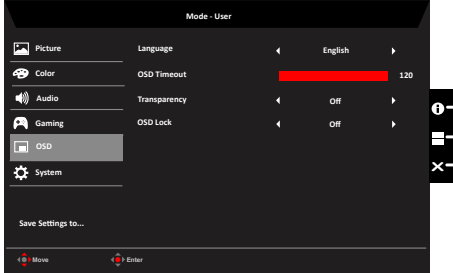 Mode - User
Picture
Language English
Color
OSD Timeout 120
Audio
Transparency Off
Gaming
OSD Lock Off
OSD
System
Save Settings to...
Move Enter